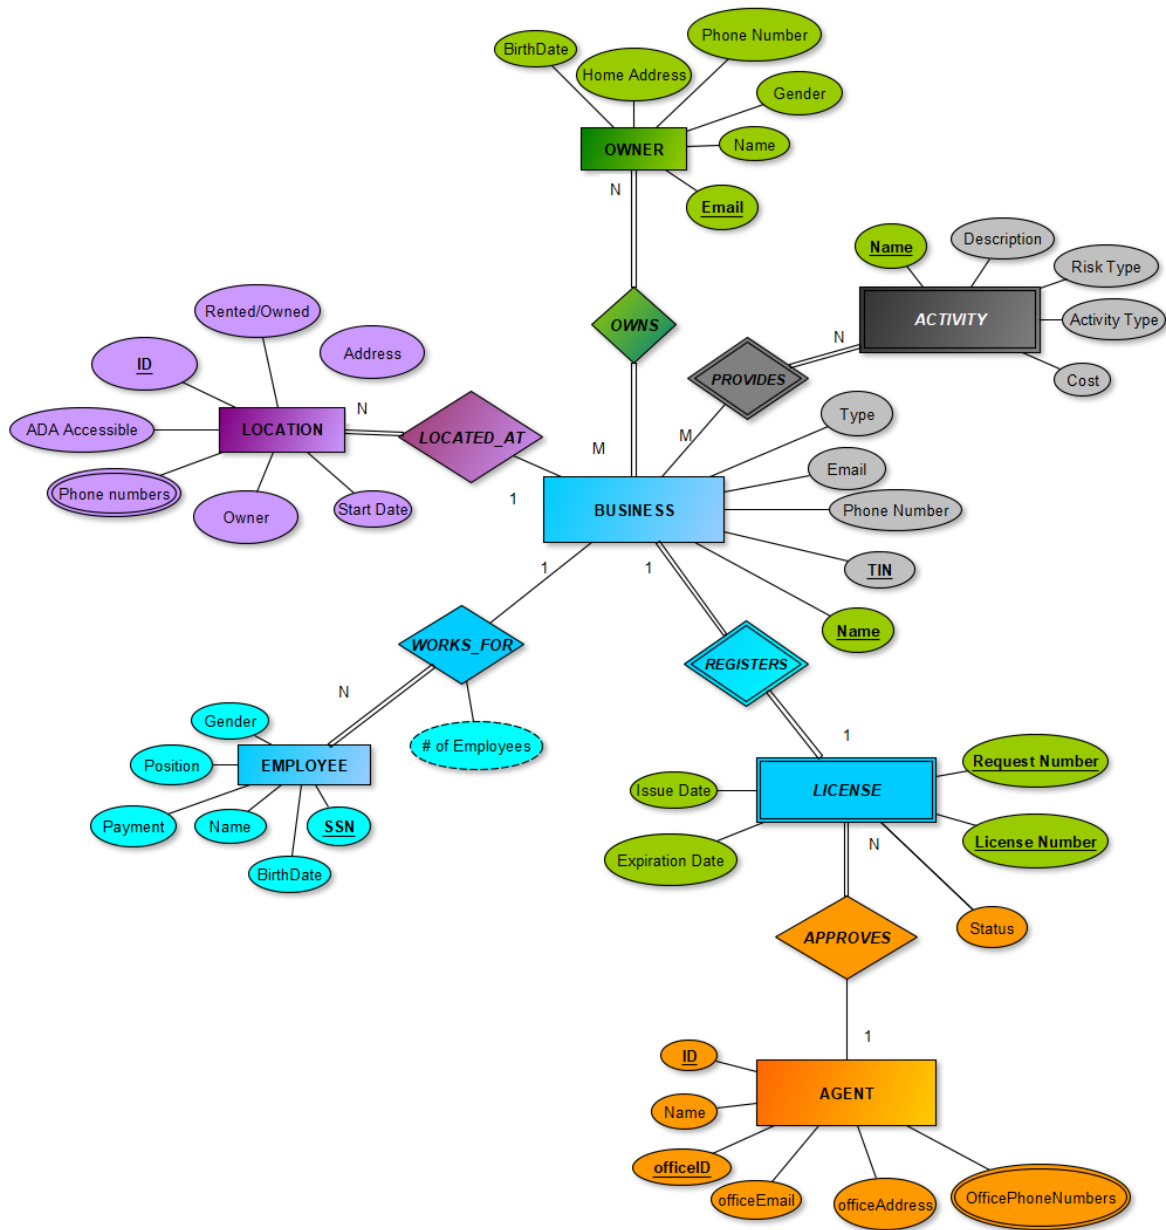 Phone Number
BirthDate
Home Address
Gender
OWNER
Name
Email
N
Name
Description
Risk Type
Activity Type
ACTIVITY
Cost
N
OWNS
PROVIDES
M
M
Rented/Owned
Address
ID
ADA Accessible
LOCATION
N
LOCATED_AT
1
Phone numbers
Owner
Start Date
Type
Email
BUSINESS
Phone Number
TIN
Name
1
1
WORKS_FOR
REGISTERS
N
# of Employees
1
Gender
Position
EMPLOYEE
Payment
Name
SSN
BirthDate
Request Number
Issue Date
LICENSE
License Number
Expiration Date
N
Status
APPROVES
1
ID
AGENT
Name
officeID
officeEmail
officeAddress
OfficePhoneNumbers